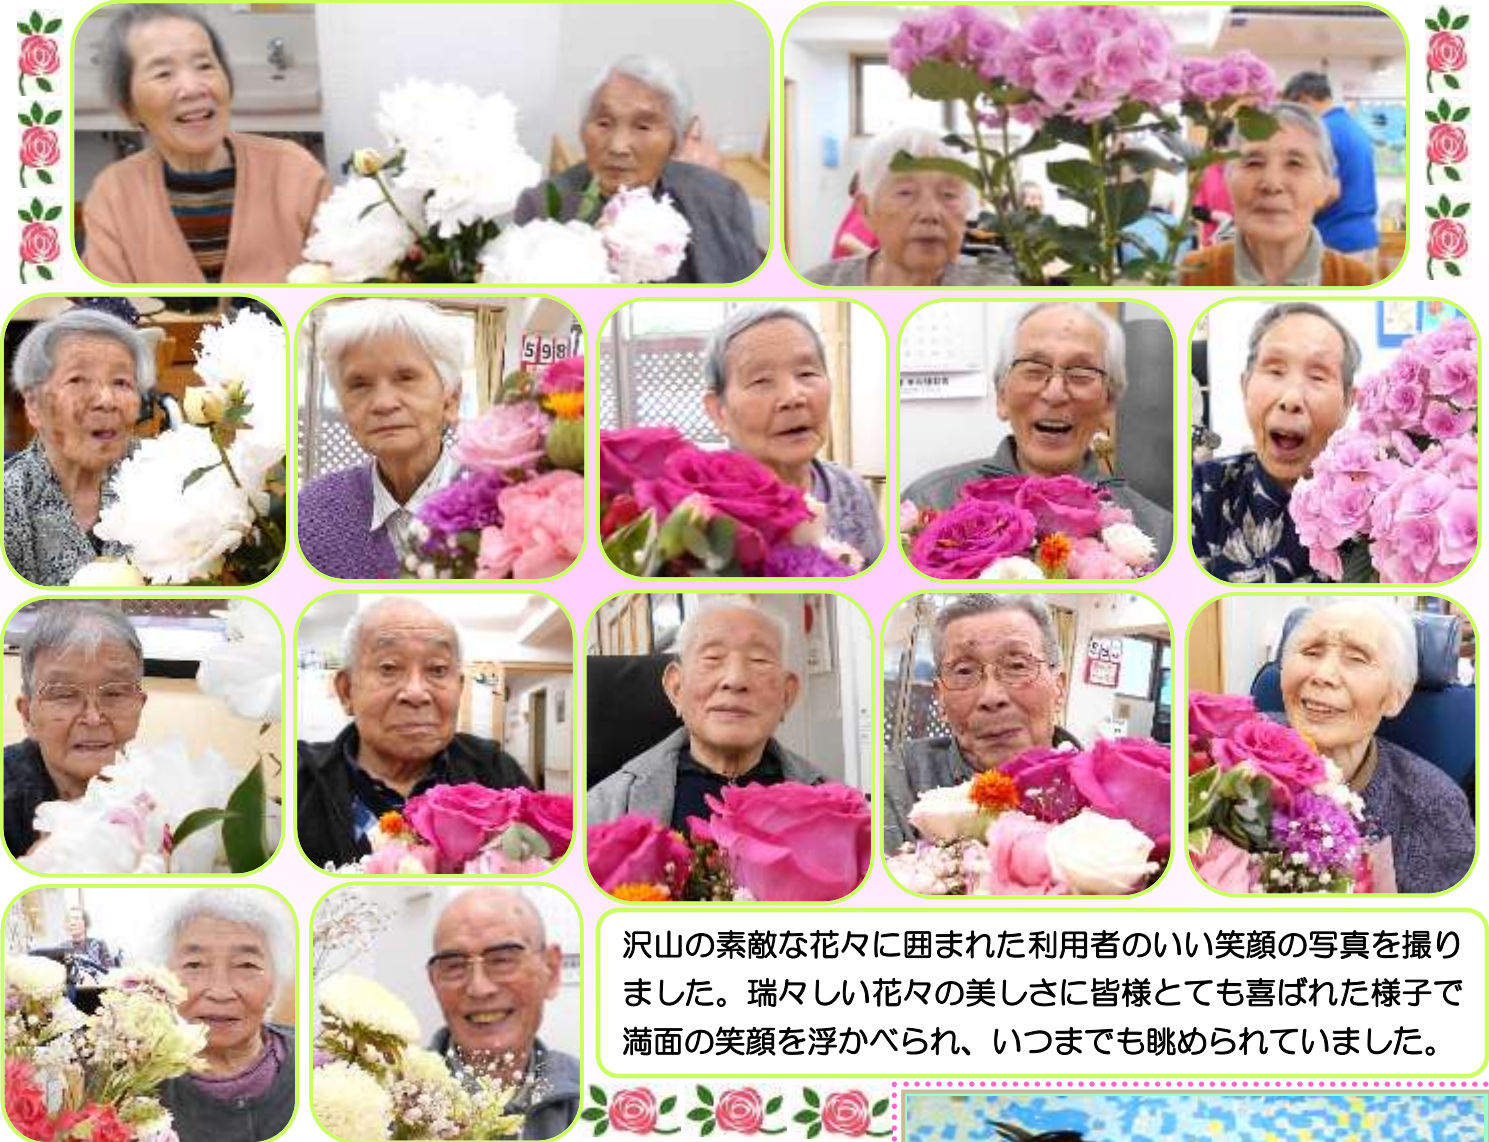 598
沢山の素敵な花々に囲まれた利用者のいい笑顔の写真を撮り
ました。瑞々しい花々の美しさに皆様とても喜ばれた様子で
満面の笑顔を浮かべられ、いつまでも眺められていました。